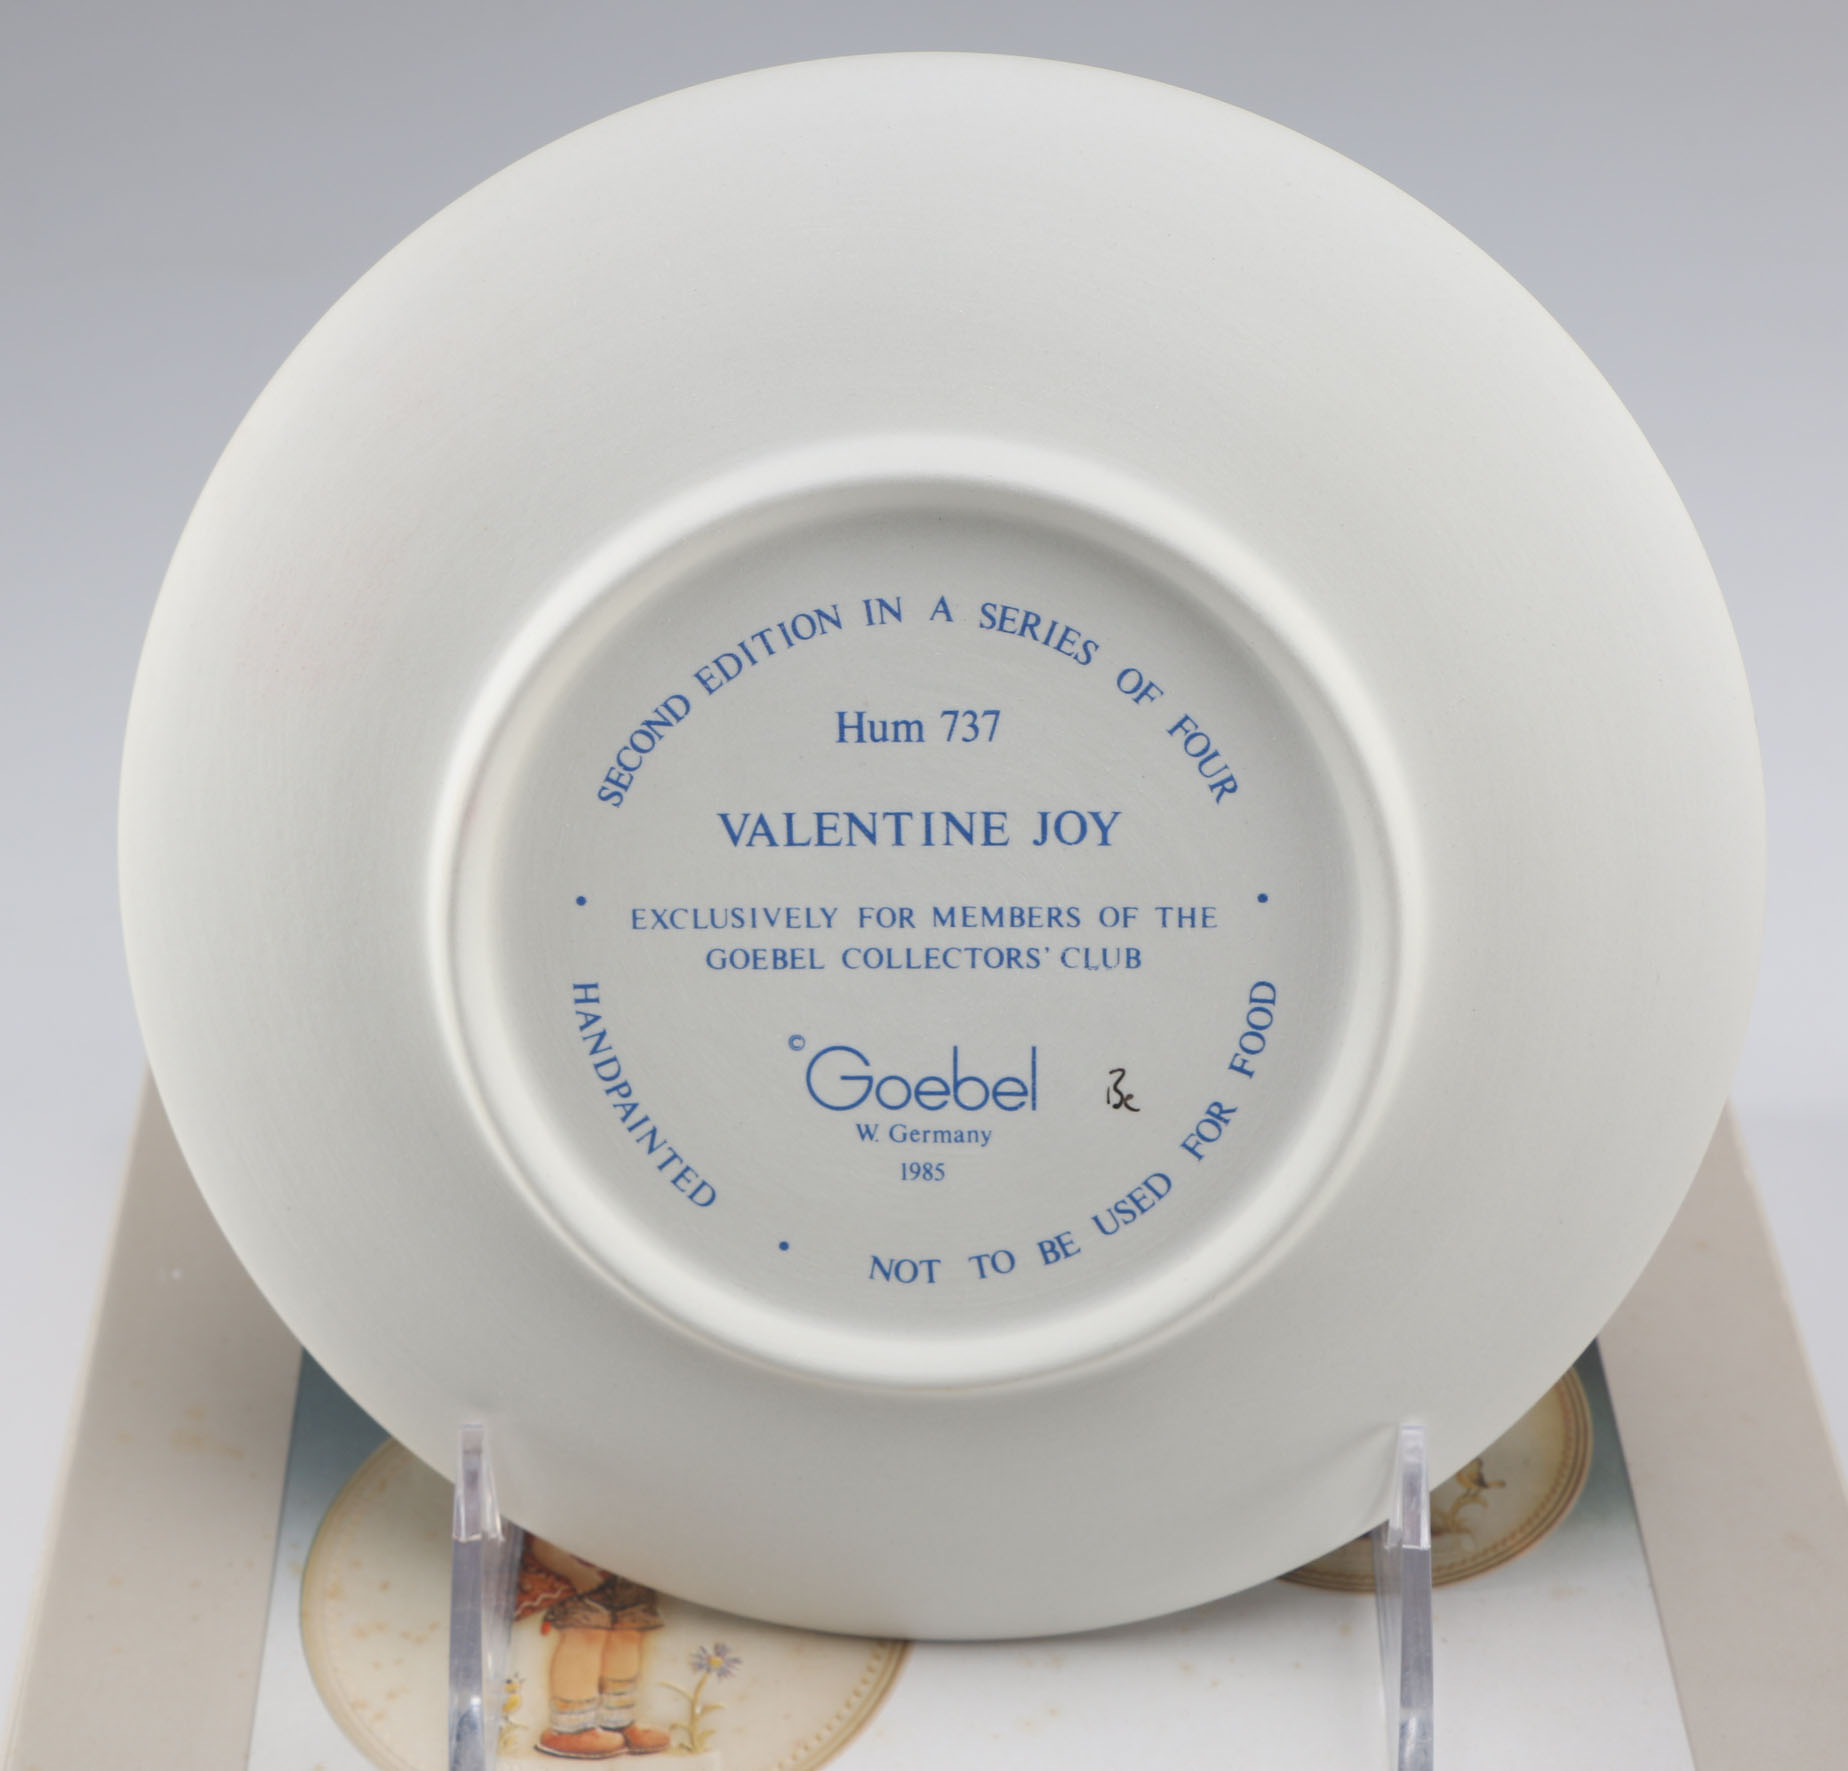 SECOND EDITION IN A SERIES OF FOUR
Hum 737
VALENTINE JOY
EXCLUSIVELY FOR MEMBERS OF THE
GOEBEL COLLECTORS' CLUB
© Goebel
W. Germany
1985
HANDPAINTED
NOT TO BE USED FOR FOOD